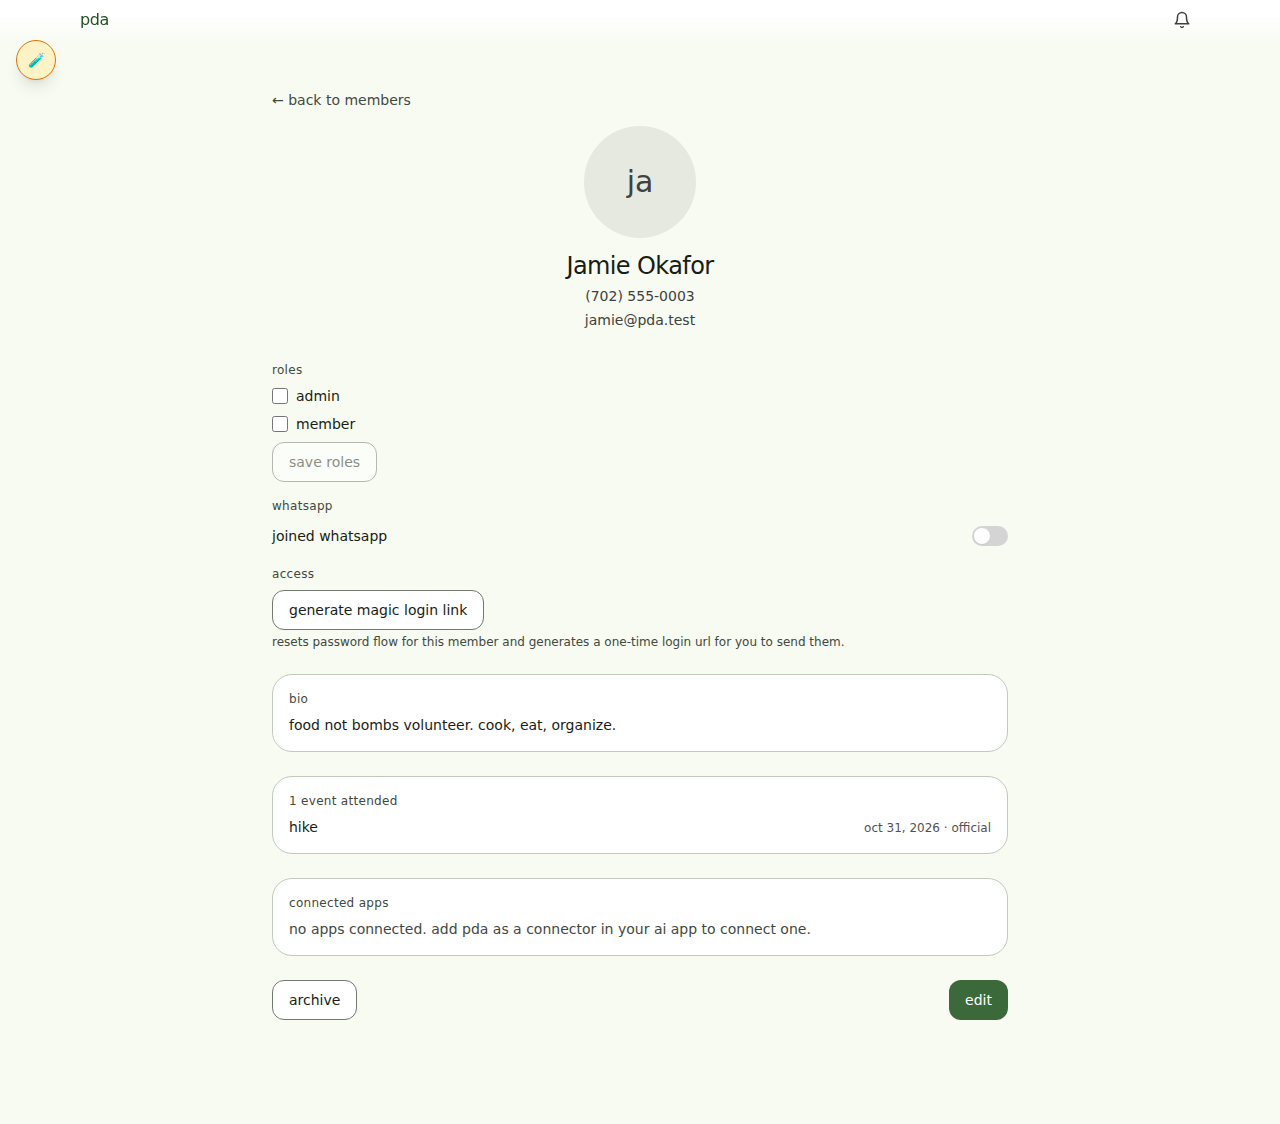 pda
← back to members
ja
Jamie Okafor
(702) 555-0003
jamie@pda.test
roles
admin
member
save roles
whatsapp
joined whatsapp
access
generate magic login link
resets password flow for this member and generates a one-time login url for you to send them.
bio
food not bombs volunteer. cook, eat, organize.
1 event attended
hike oct 31, 2026 · official
connected apps
no apps connected. add pda as a connector in your ai app to connect one.
archive edit